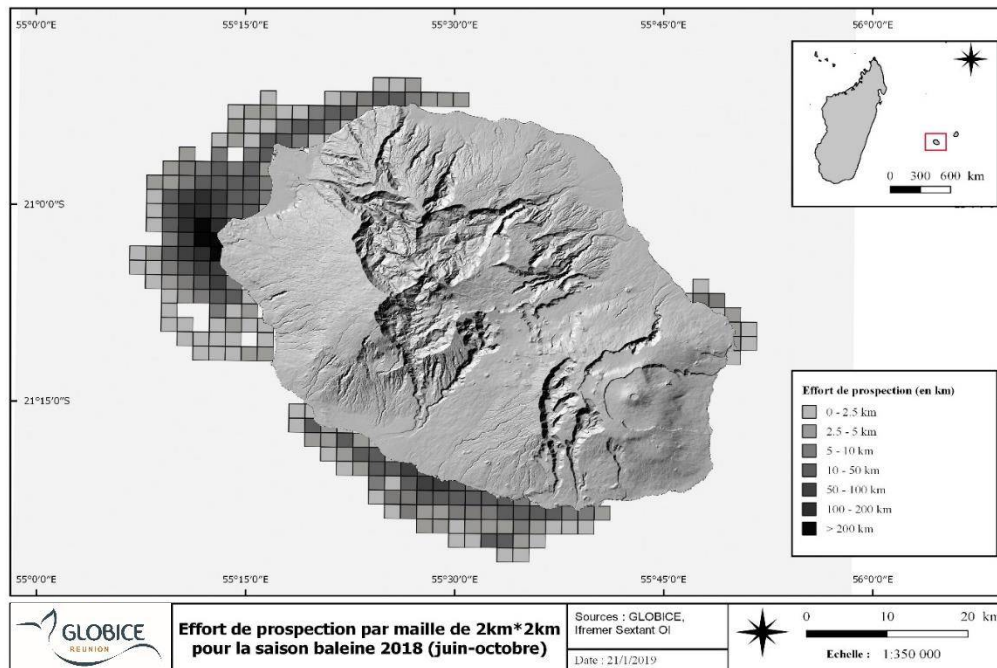 55°0'0"E 55°15'0"E 55°30'0"E 55°45'0"E 56°0'0"E
0 300 600 km
21°0'0"S
21°15'0"S
Effort de prospection (en km)
0 - 2.5 km
2.5 - 5 km
5 - 10 km
10 - 50 km
50 - 100 km
100 - 200 km
> 200 km
55°0'0"E 55°15'0"E 55°30'0"E 55°45'0"E 56°0'0"E
GLOBICE
REUNION
Effort de prospection par maille de 2km*2km
pour la saison baleine 2018 (juin-octobre)
Sources : GLOBICE,
Ifremer Sextant OI
Date : 21/1/2019
0 10 20 km
Echelle : 1:350 000